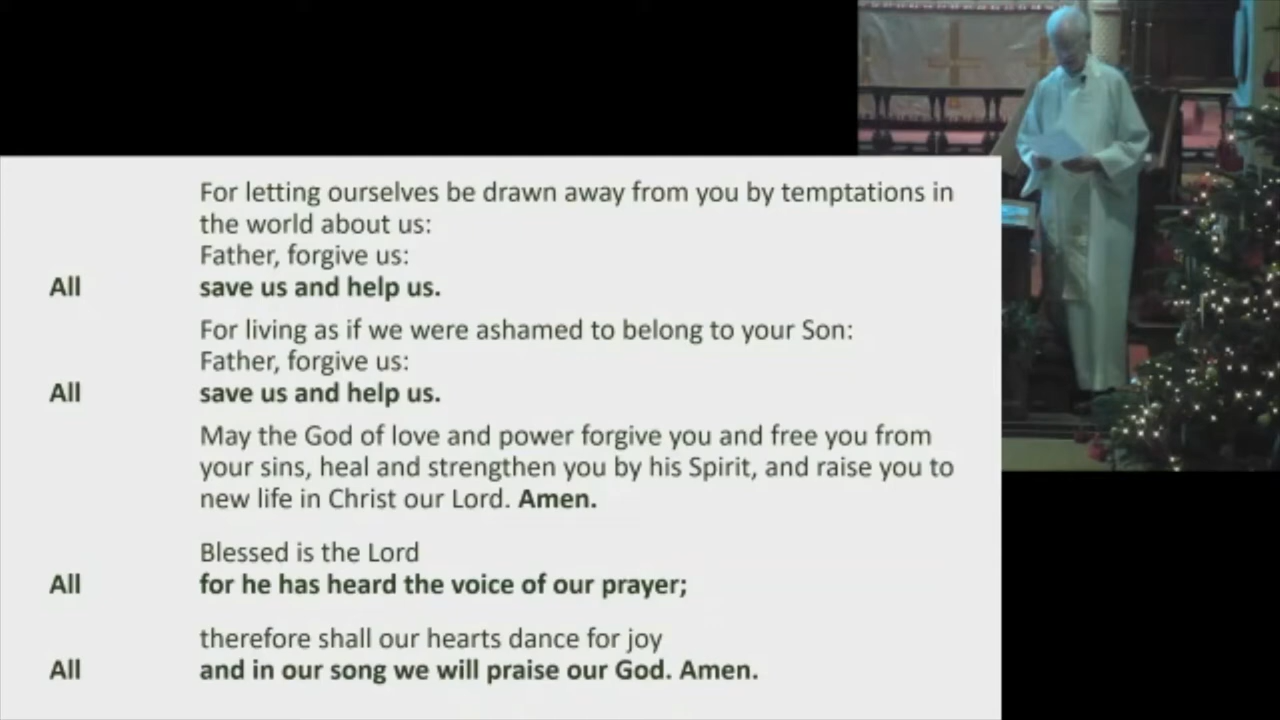 For letting ourselves be drawn away from you by temptations in
the world about us:
Father, forgive us:
All save us and help us.
For living as if we were ashamed to belong to your Son:
Father, forgive us:
All save us and help us.
May the God of love and power forgive you and free you from
your sins, heal and strengthen you by his Spirit, and raise you to
new life in Christ our Lord. Amen.
Blessed is the Lord
All for he has heard the voice of our prayer;
therefore shall our hearts dance for joy
All and in our song we will praise our God. Amen.